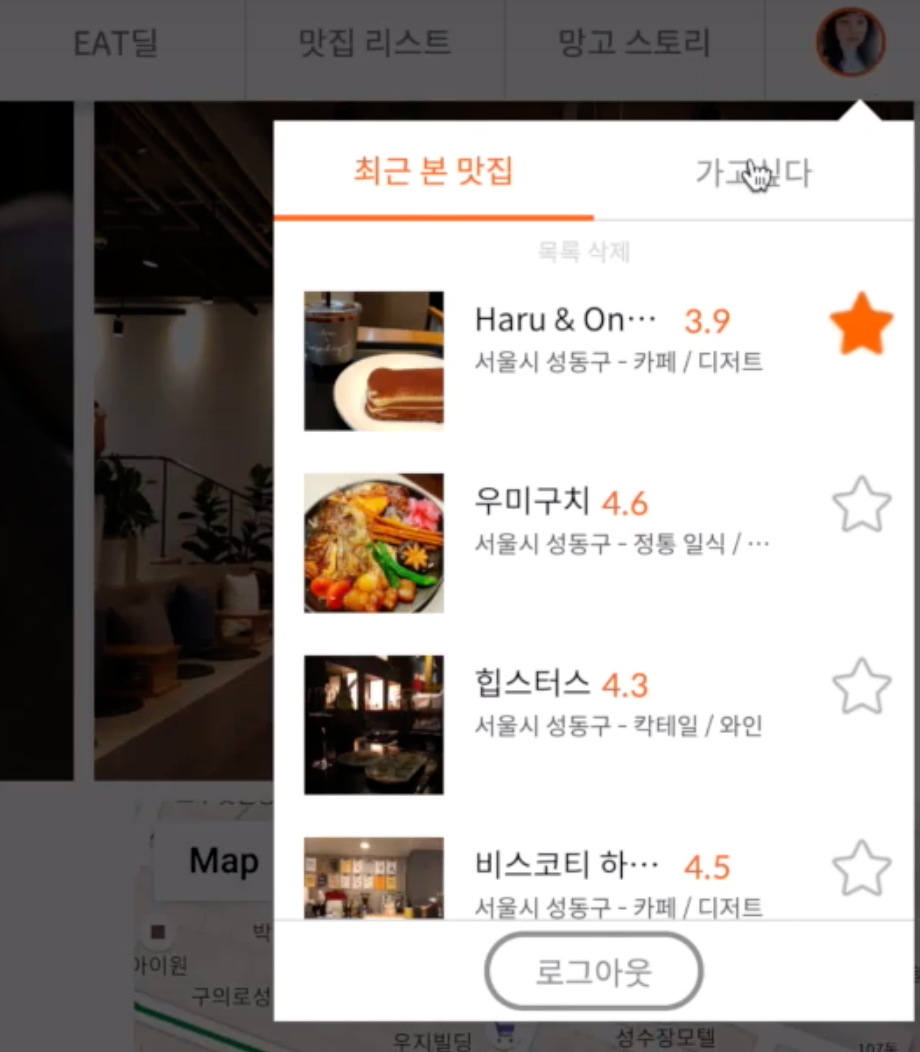 EAT딜
맛집 리스트
망고 스토리
최근 본 맛집
가고싶다
목록 삭제
Haru & On… 3.9
서울시 성동구 - 카페 / 디저트
우미구치 4.6
서울시 성동구 - 정통 일식 / …
힙스터스 4.3
서울시 성동구 - 칵테일 / 와인
비스코티 하… 4.5
서울시 성동구 - 카페 / 디저트
로그아웃
Map
박
아이원
구의로성
우지빌딩
성수장모텔
107동